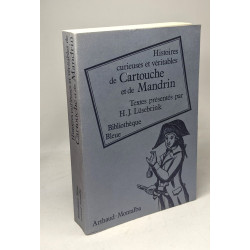 Histoires
curieuses et véritables
de Cartouche
et de Mandrin
Textes présentés par
H.J. Lüsebrink
Bibliothèque
Bleue
Arthaud-Montalba